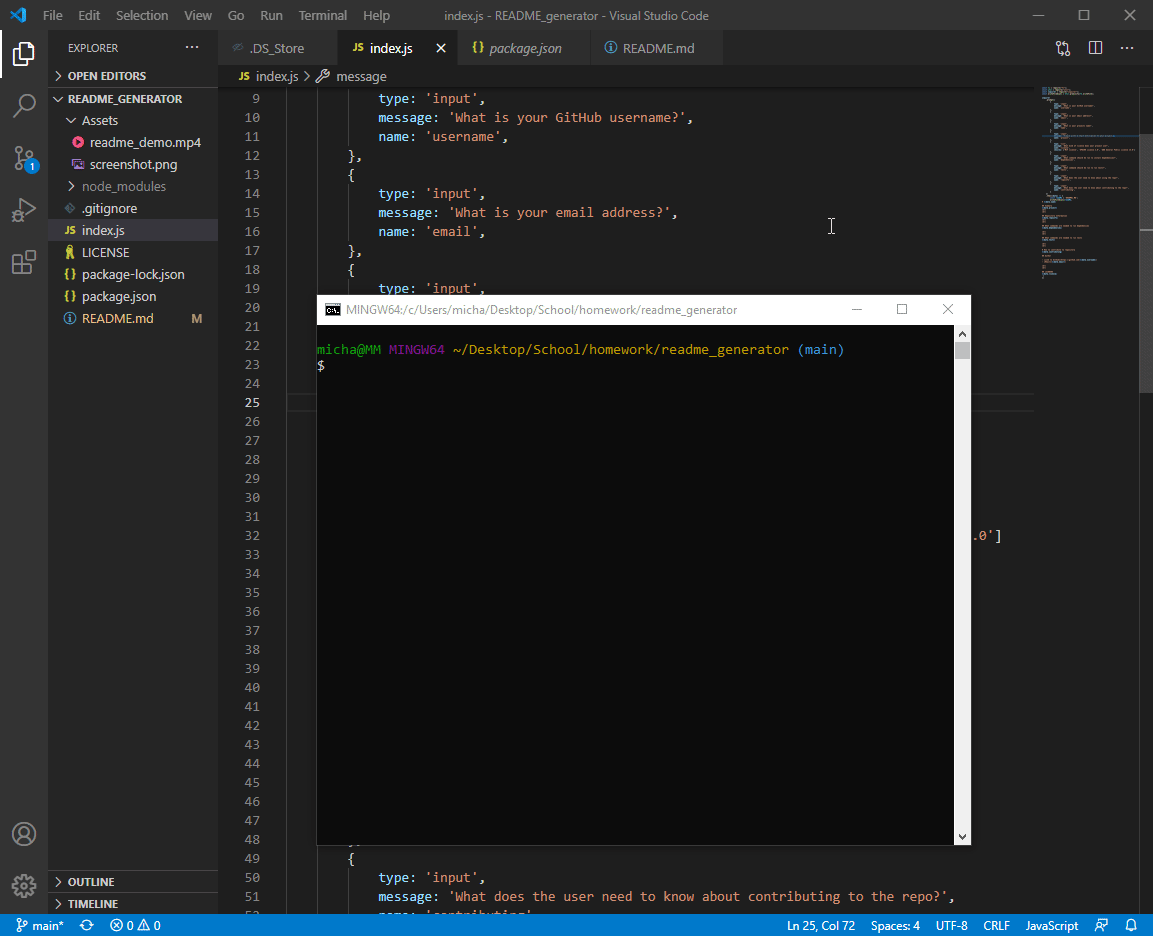 File Edit Selection View Go Run Terminal Help index.js - README_generator - Visual Studio Code
EXPLORER
.DS_Store
JS index.js
{} package.json
README.md
OPEN EDITORS
JS index.js > message
README_GENERATOR
Assets
readme_demo.mp4
screenshot.png
node_modules
.gitignore
JS index.js
LICENSE
{} package-lock.json
{} package.json
README.md M
1
9 type: 'input',
10 message: 'What is your GitHub username?',
11 name: 'username',
12 },
13 {
14 type: 'input',
15 message: 'What is your email address?',
16 name: 'email',
17 },
18 {
19 type: 'input',
20
21
22
23
24
25
26
27
28
29
30
31
32 .0']
33
34
35
36
37
38
39
40
41
42
43
44
45
46
47
48
49 {
50 type: 'input',
51 message: 'What does the user need to know about contributing to the repo?',
MINGW64:/c/Users/micha/Desktop/School/homework/readme_generator
micha@MM MINGW64 ~/Desktop/School/homework/readme_generator (main)
$
OUTLINE
TIMELINE
main* 0 0 Ln 25, Col 72 Spaces: 4 UTF-8 CRLF JavaScript